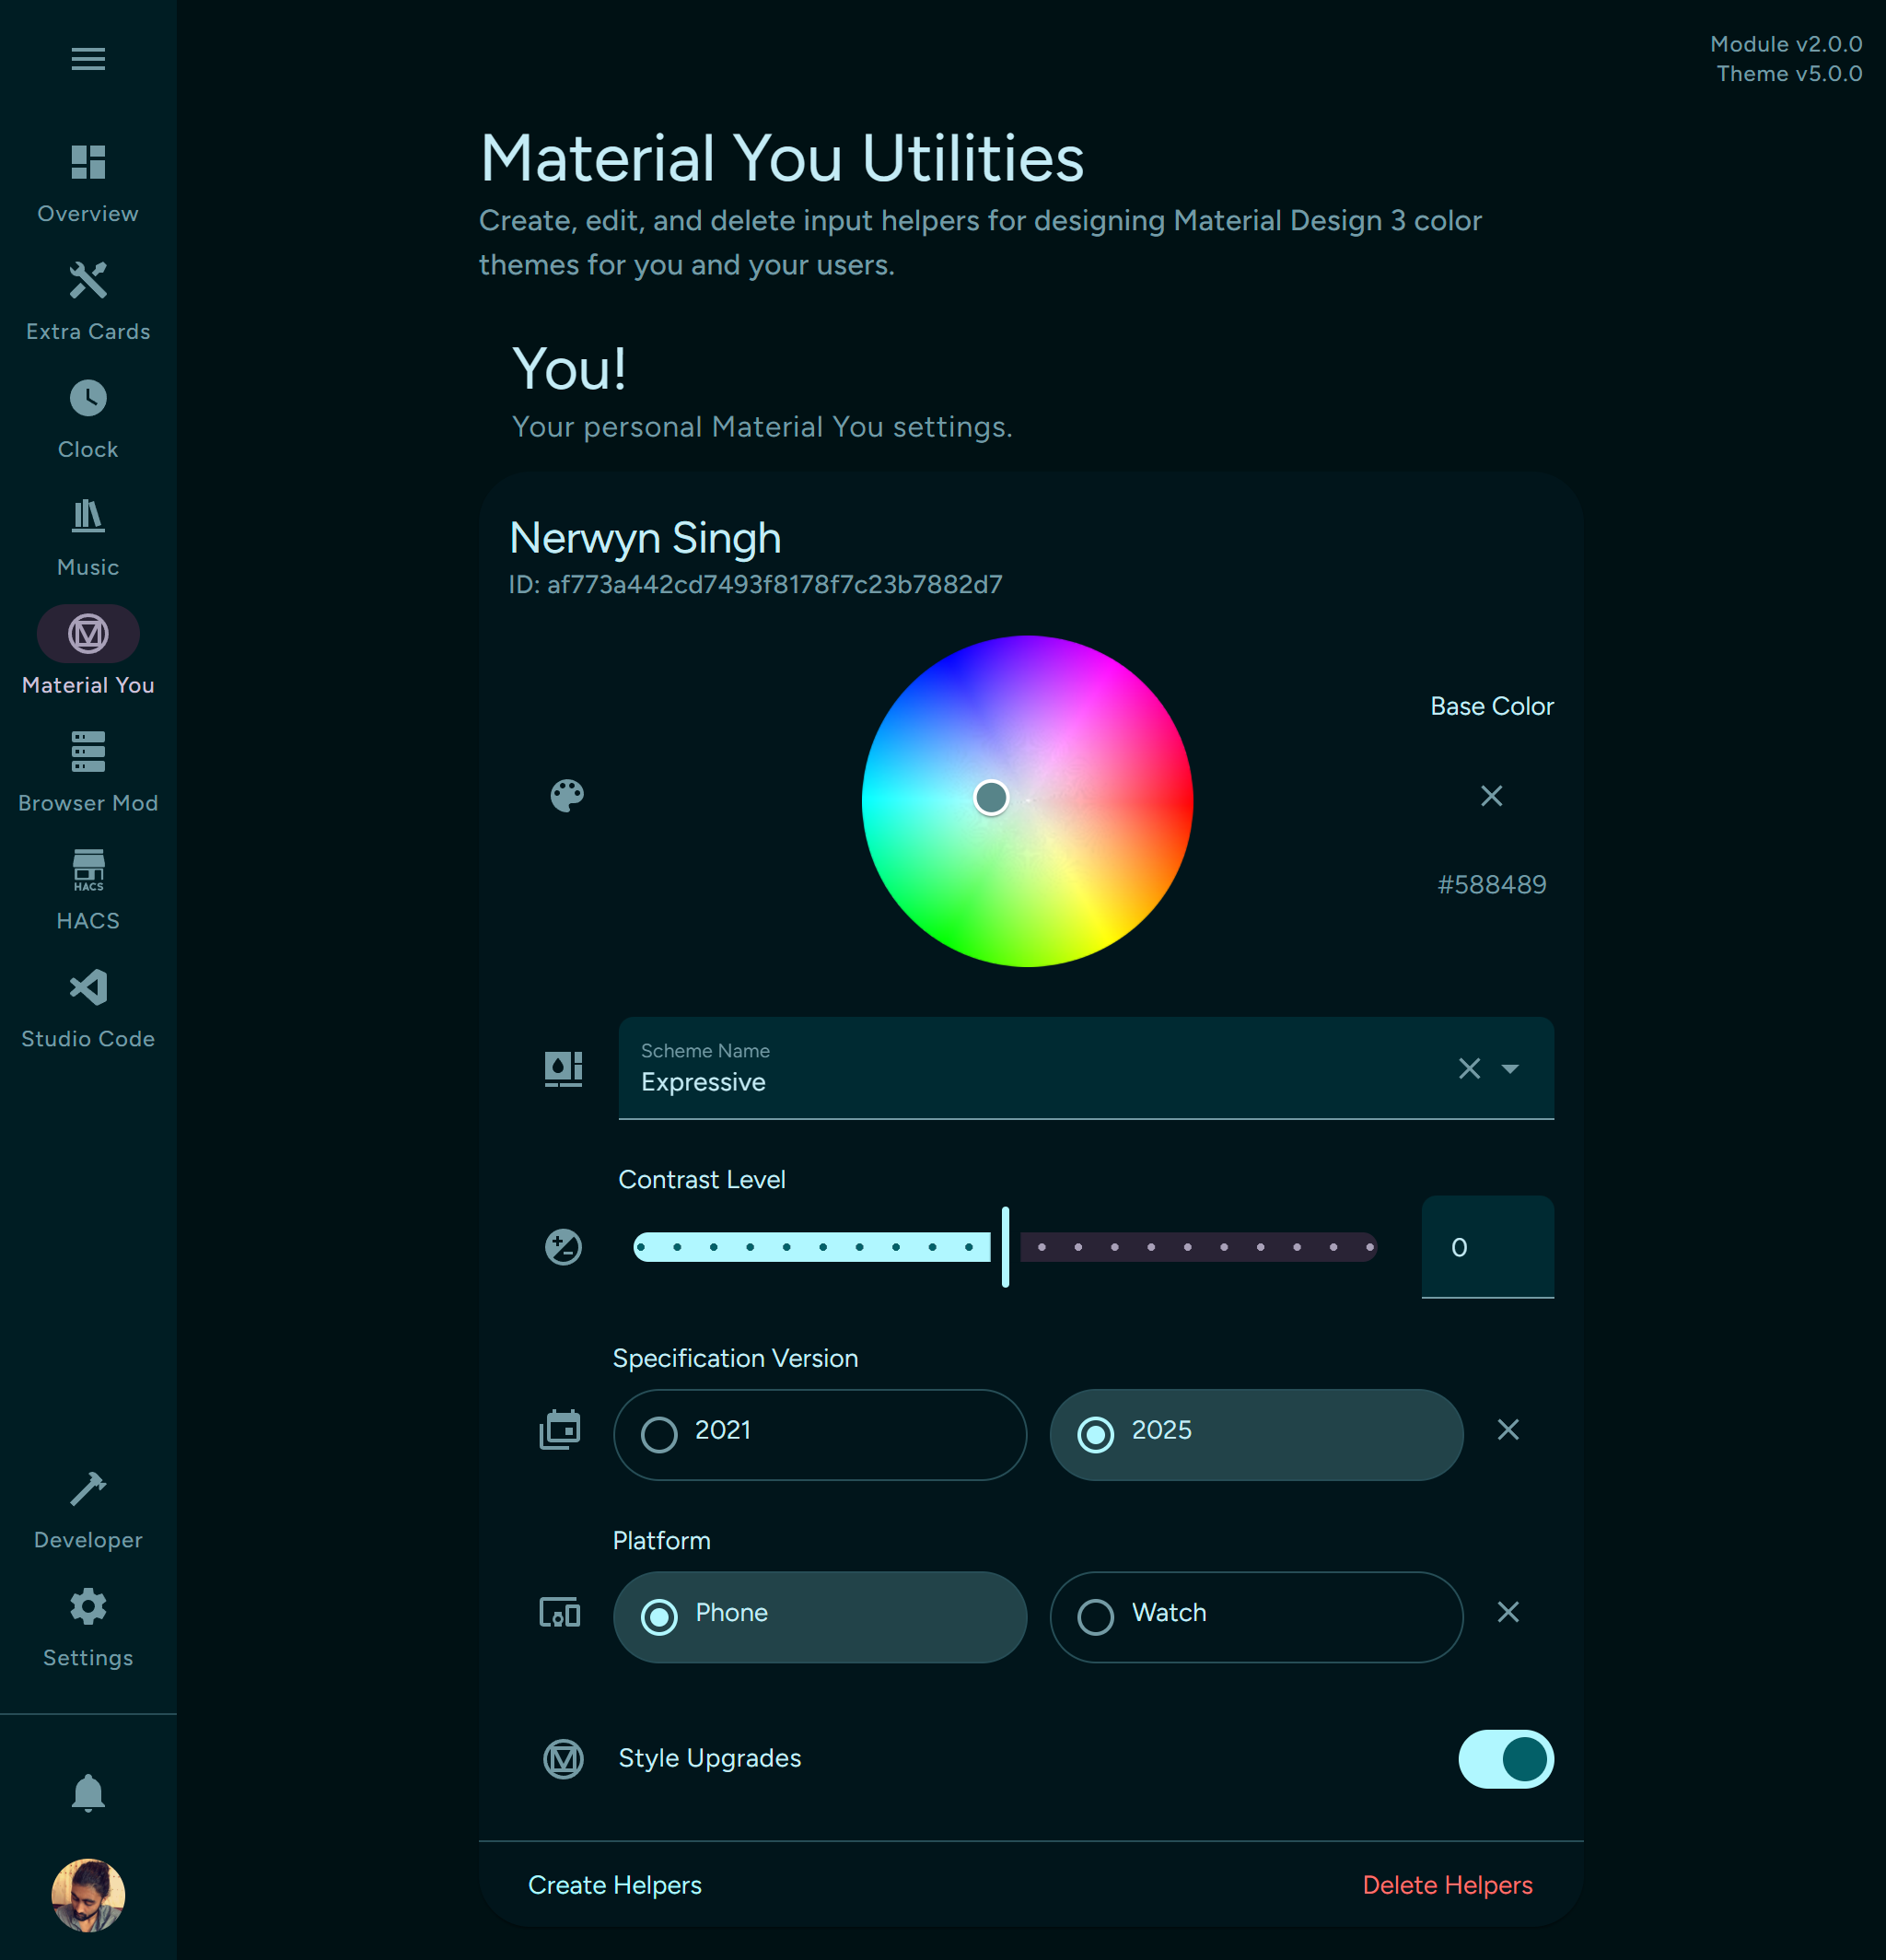 Module v2.0.0
Theme v5.0.0
Overview
Extra Cards
Clock
Music
Material You
Browser Mod
HACS
HACS
Studio Code
Developer
Settings
Material You Utilities
Create, edit, and delete input helpers for designing Material Design 3 color
themes for you and your users.
You!
Your personal Material You settings.
Nerwyn Singh
ID: af773a442cd7493f8178f7c23b7882d7
Base Color
#588489
Scheme Name
Expressive
Contrast Level
0
Specification Version
2021
2025
Platform
Phone
Watch
Style Upgrades
Create Helpers
Delete Helpers